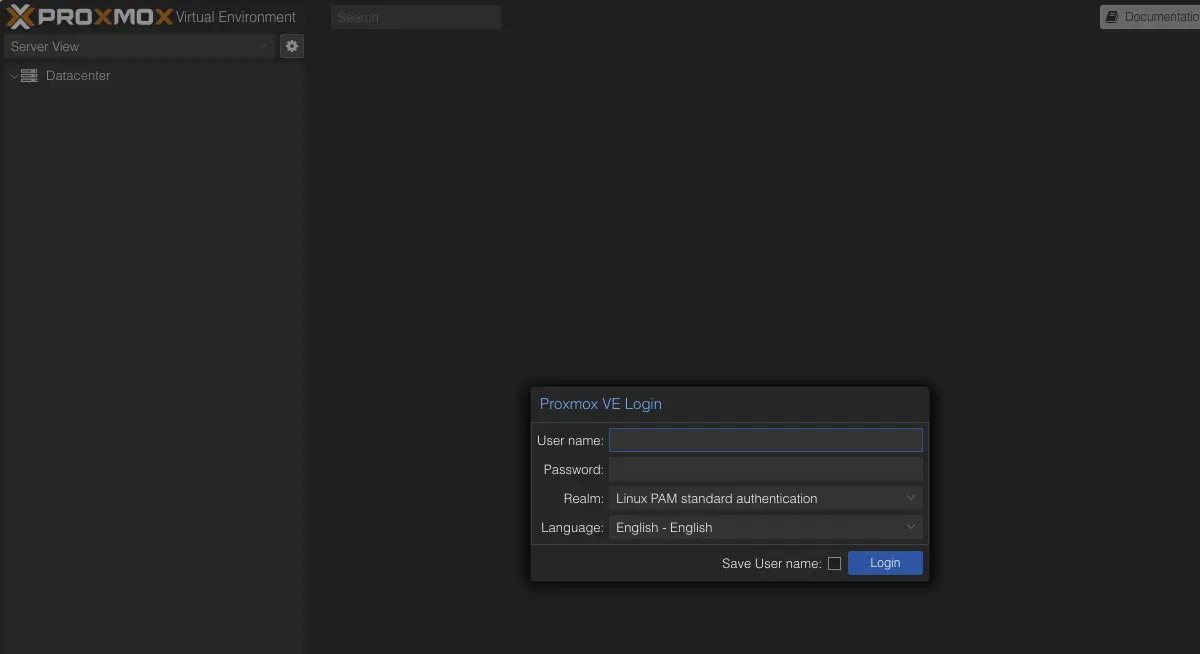 PROXMOX Virtual Environment
Search
Documentatio
Server View
Datacenter
Proxmox VE Login
User name:
Password:
Realm: Linux PAM standard authentication
Language: English - English
Save User name:
Login